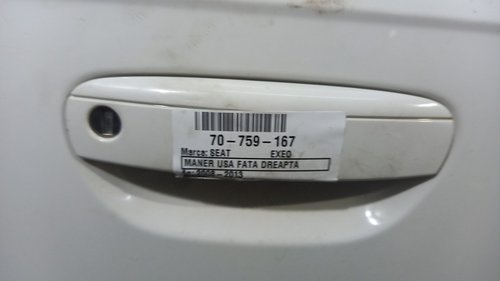 70-759-167
Marca: SEAT EXEO
MANER USA FATA DREAPTA
An: 2008 - 2013